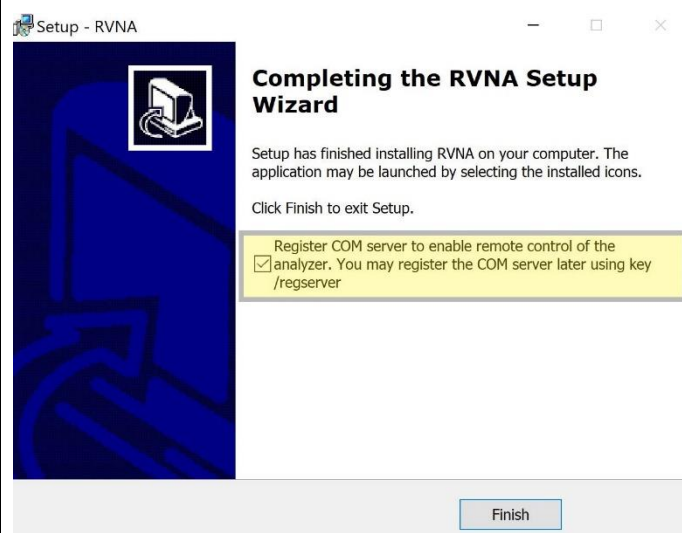 Setup - RVNA
Completing the RVNA Setup
Wizard
Setup has finished installing RVNA on your computer. The
application may be launched by selecting the installed icons.
Click Finish to exit Setup.
Register COM server to enable remote control of the
analyzer. You may register the COM server later using key
/regserver
Finish